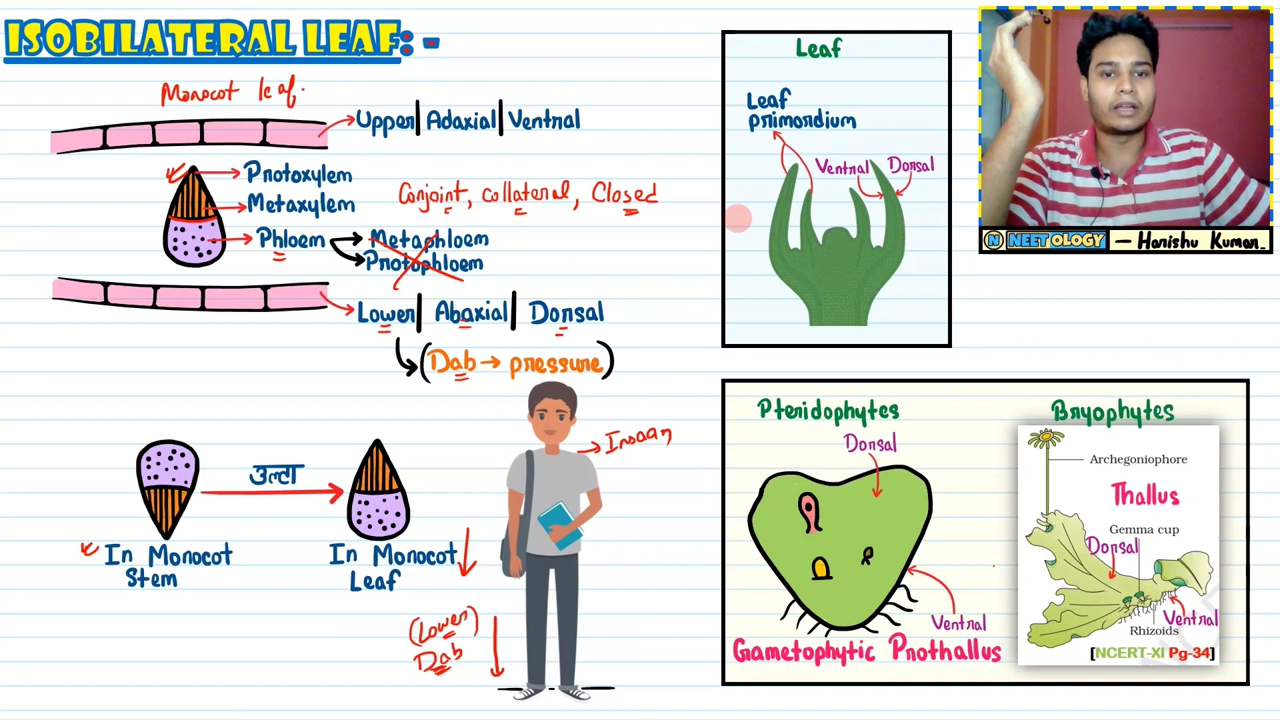 ISOBILATERAL LEAF: -
Monocot leaf.
Upper | Adaxial | Ventral
Protoxylem
Metaxylem
Conjoint, collateral, Closed
Phloem
Metaphloem
Protophloem
Lower | Abaxial | Dorsal
(Dab → pressure)
Insaan
उल्टा
In Monocot
Stem
In Monocot
Leaf
(Lower)
Dab
Leaf
Leaf
primordium
Ventral
Dorsal
N NEETOLOGY – Hanishu Kuman
Pteridophytes
Dorsal
Ventral
Gametophytic Prothallus
Bryophytes
Archegoniophore
Thallus
Gemma cup
Dorsal
Ventral
Rhizoids
[NCERT-XI Pg-34]